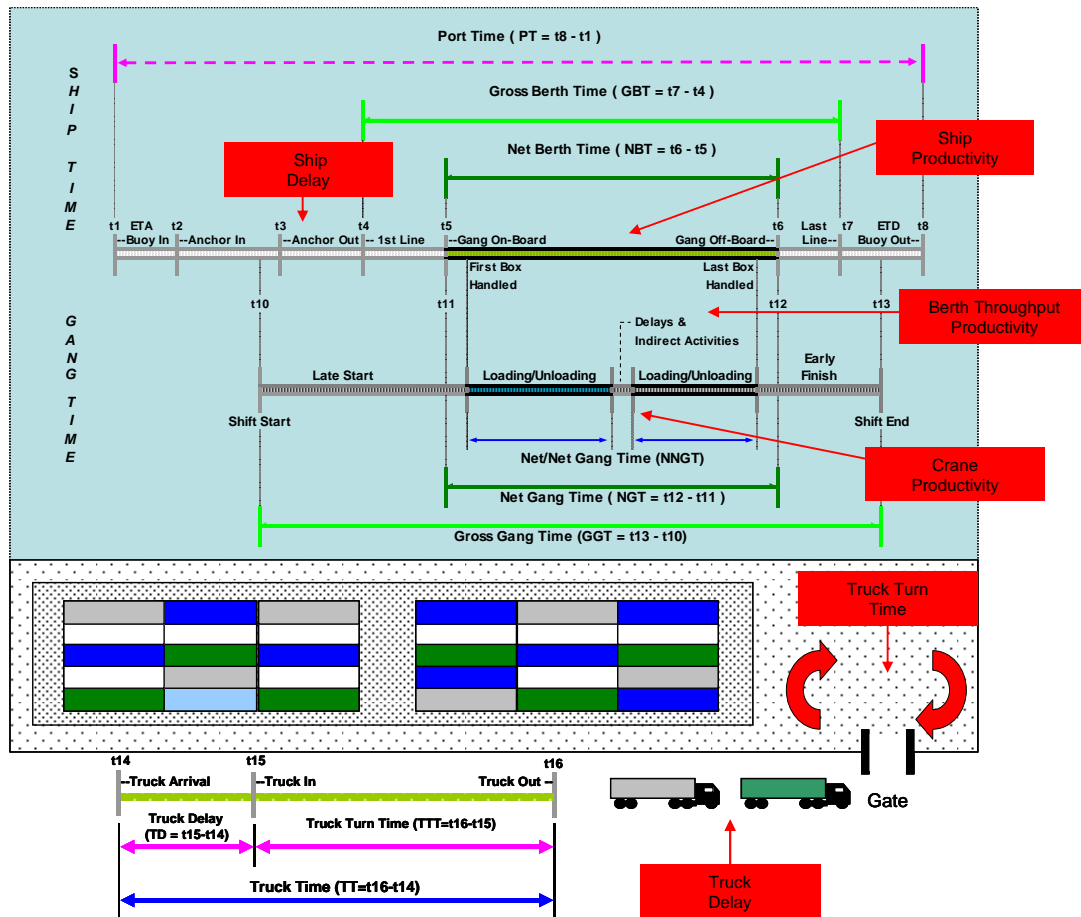 Port Time ( PT = t8 - t1 )
SHIP TIME
Gross Berth Time ( GBT = t7 - t4 )
Ship
Productivity
Net Berth Time ( NBT = t6 - t5 )
Ship
Delay
t1 ETA t2 t3 t4 t5 t6 Last t7 ETD t8
--Buoy In --Anchor In --Anchor Out --1st Line --Gang On-Board Gang Off-Board-- Line-- Buoy Out--
First Box
Handled
Last Box
Handled
t10 t11 t12 t13
Berth Throughput
Productivity
GANG TIME
Delays &
Indirect Activities
Late Start Loading/Unloading Loading/Unloading Early
Finish
Shift Start Shift End
Net/Net Gang Time (NNGT)
Crane
Productivity
Net Gang Time ( NGT = t12 - t11 )
Gross Gang Time (GGT = t13 - t10)
Truck Turn
Time
t14 t15 t16
--Truck Arrival --Truck In Truck Out --
Gate
Truck Delay
(TD = t15-t14)
Truck Turn Time (TTT=t16-t15)
Truck Time (TT=t16-t14)
Truck
Delay